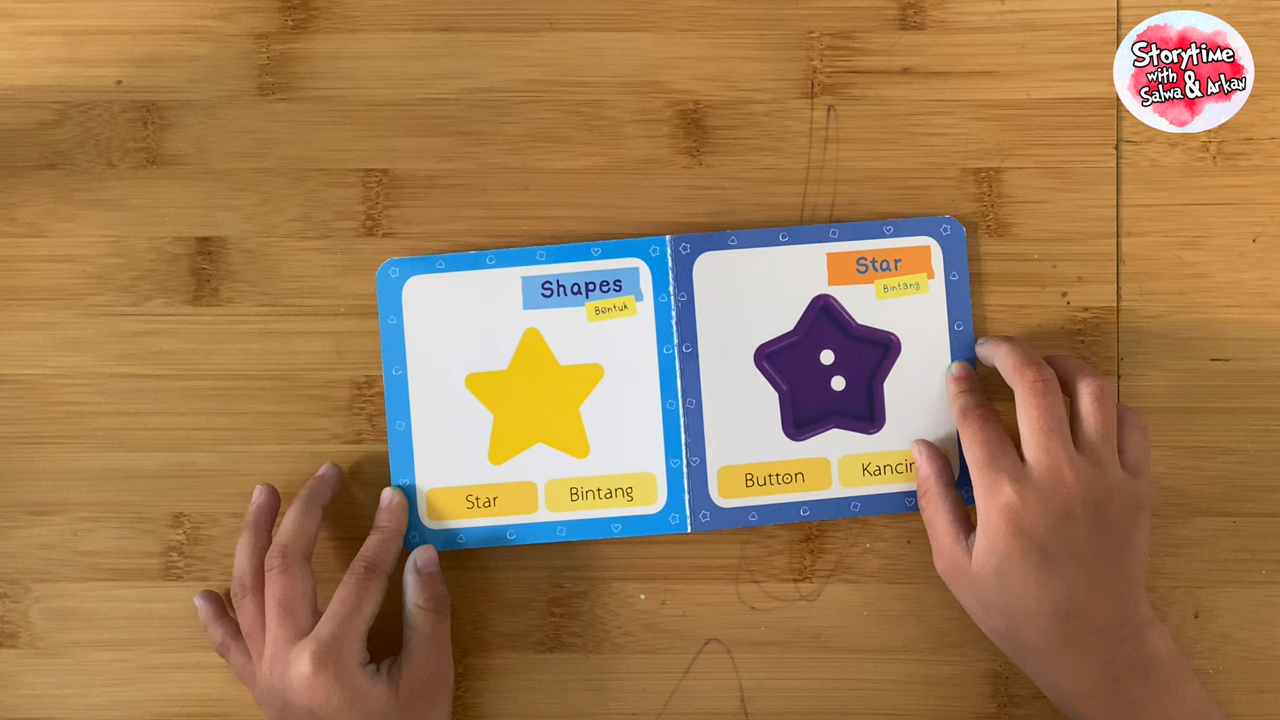 Storytime
with
Salwa & Arkan
Shapes
Bentuk
Star
Bintang
Star
Bintang
Button